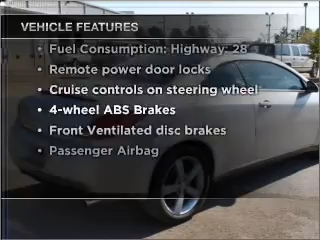 VEHICLE FEATURES
• Fuel Consumption: Highway: 28
• Remote power door locks
• Cruise controls on steering wheel
• 4-wheel ABS Brakes
• Front Ventilated disc brakes
• Passenger Airbag